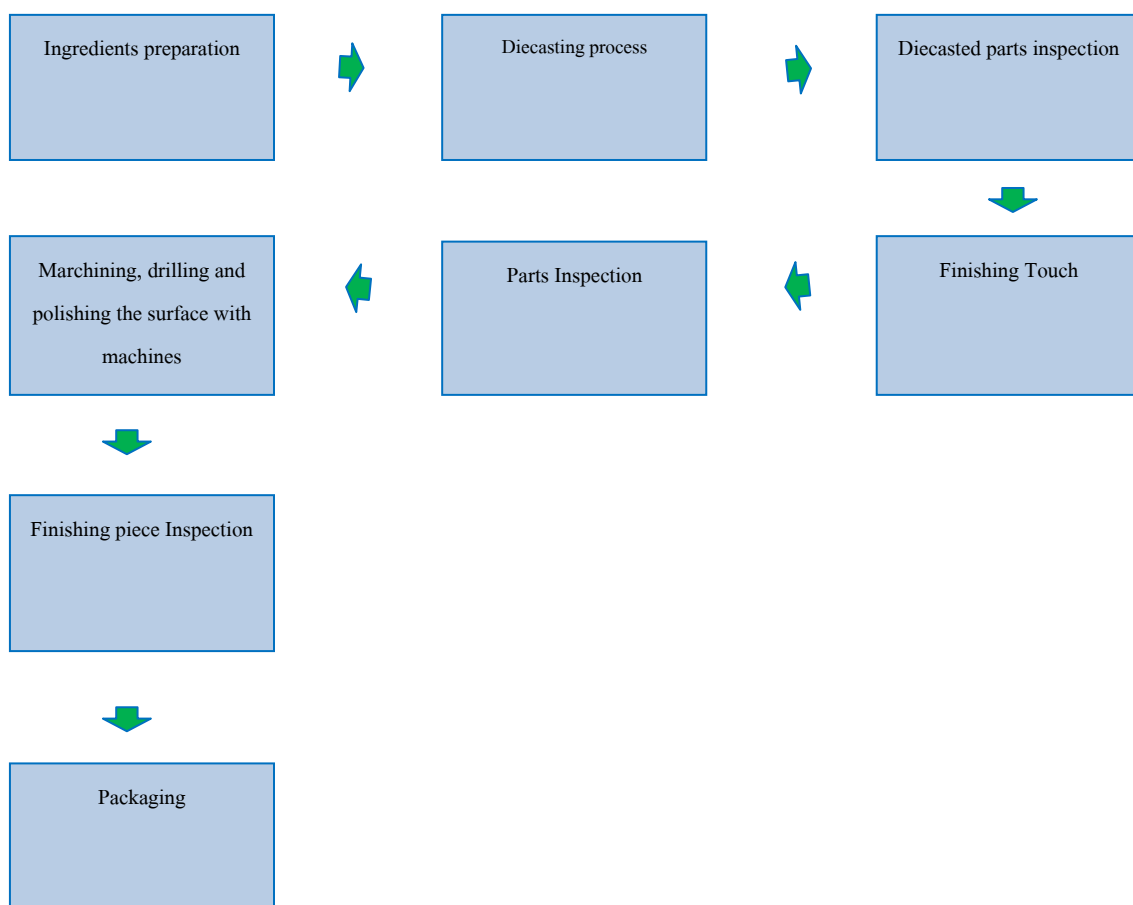 Ingredients preparation
Diecasting process
Diecasted parts inspection
Finishing Touch
Parts Inspection
Marchining, drilling and
polishing the surface with
machines
Finishing piece Inspection
Packaging